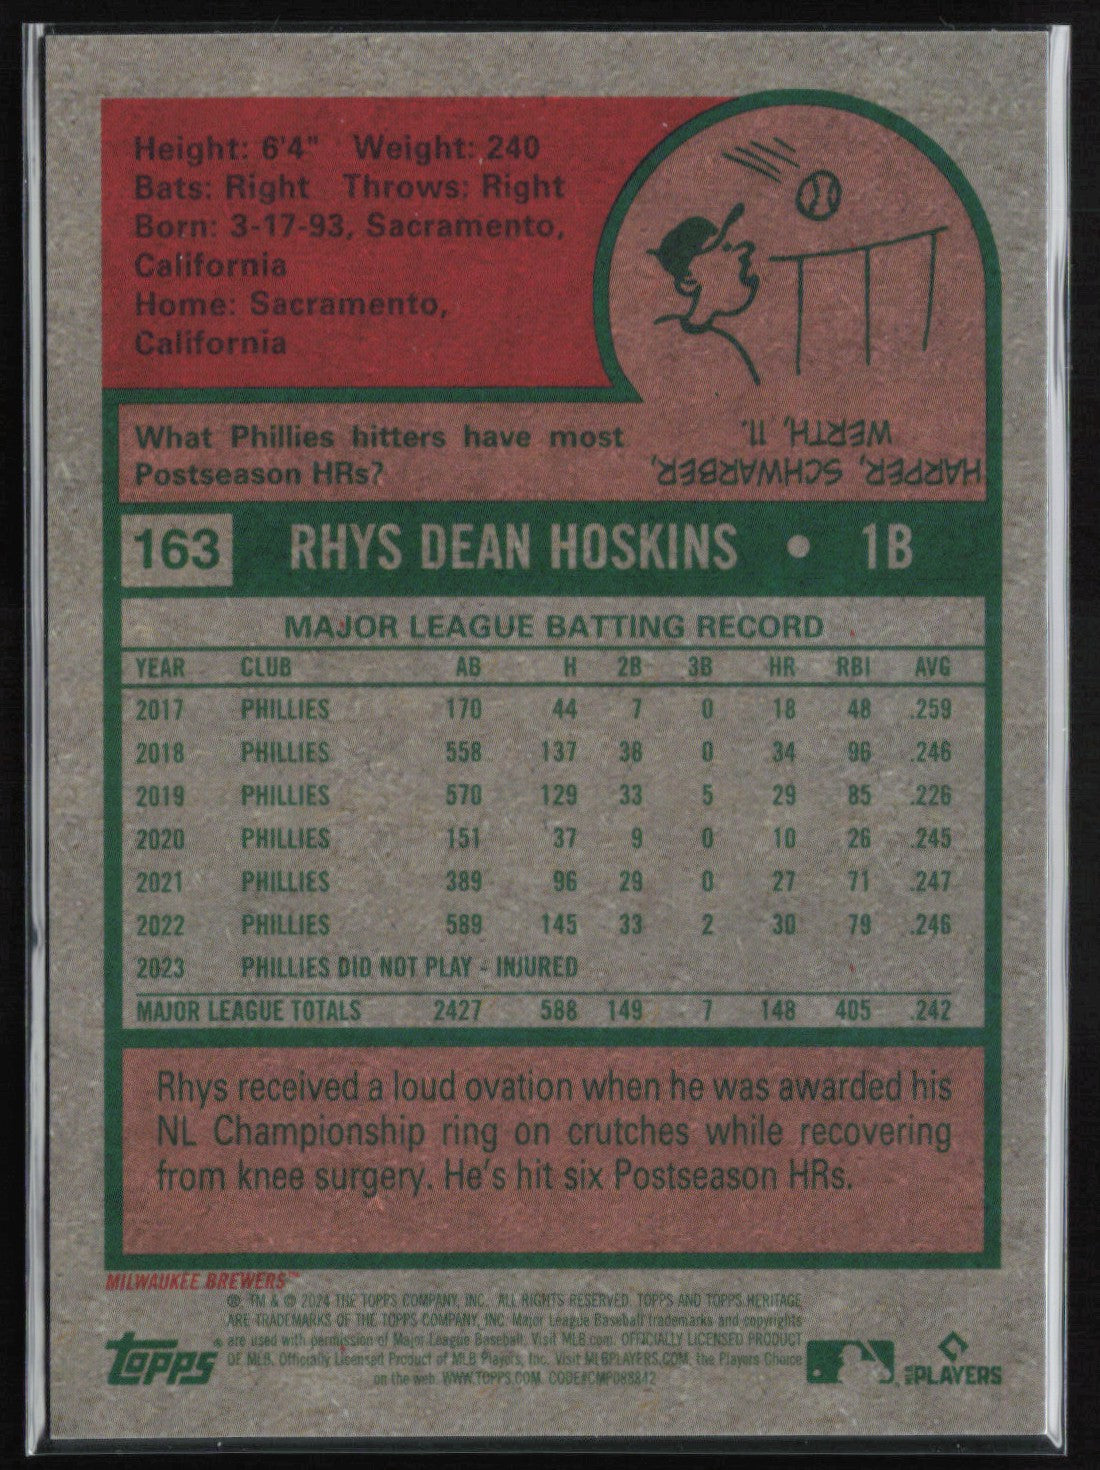 Height: 6'4" Weight: 240
Bats: Right Throws: Right
Born: 3-17-93, Sacramento,
California
Home: Sacramento,
California
What Phillies hitters have most
Postseason HRs?
HARPER, SCHWARBER,
WERTH, 11.
163 RHYS DEAN HOSKINS • 1B
MAJOR LEAGUE BATTING RECORD
YEAR CLUB AB H 2B 3B HR RBI AVG
2017 PHILLIES 170 44 7 0 18 48 .259
2018 PHILLIES 558 137 38 0 34 96 .246
2019 PHILLIES 570 129 33 5 29 85 .226
2020 PHILLIES 151 37 9 0 10 26 .245
2021 PHILLIES 389 96 29 0 27 71 .247
2022 PHILLIES 589 145 33 2 30 79 .246
2023 PHILLIES DID NOT PLAY - INJURED
MAJOR LEAGUE TOTALS 2427 588 149 7 148 405 .242
Rhys received a loud ovation when he was awarded his
NL Championship ring on crutches while recovering
from knee surgery. He's hit six Postseason HRs.
MILWAUKEE BREWERS™
®, TM & © 2024 THE TOPPS COMPANY, INC. ALL RIGHTS RESERVED. TOPPS AND TOPPS HERITAGE
ARE TRADEMARKS OF THE TOPPS COMPANY, INC. Major League Baseball trademarks and copyrights
are used with permission of Major League Baseball. Visit MLB.com. OFFICIALLY LICENSED PRODUCT
OF MLB. Officially Licensed Product of MLB Players, Inc. Visit MLBPLAYERS.COM, the Players Choice
on the web. WWW.TOPPS.COM.
topps
PLAYERS